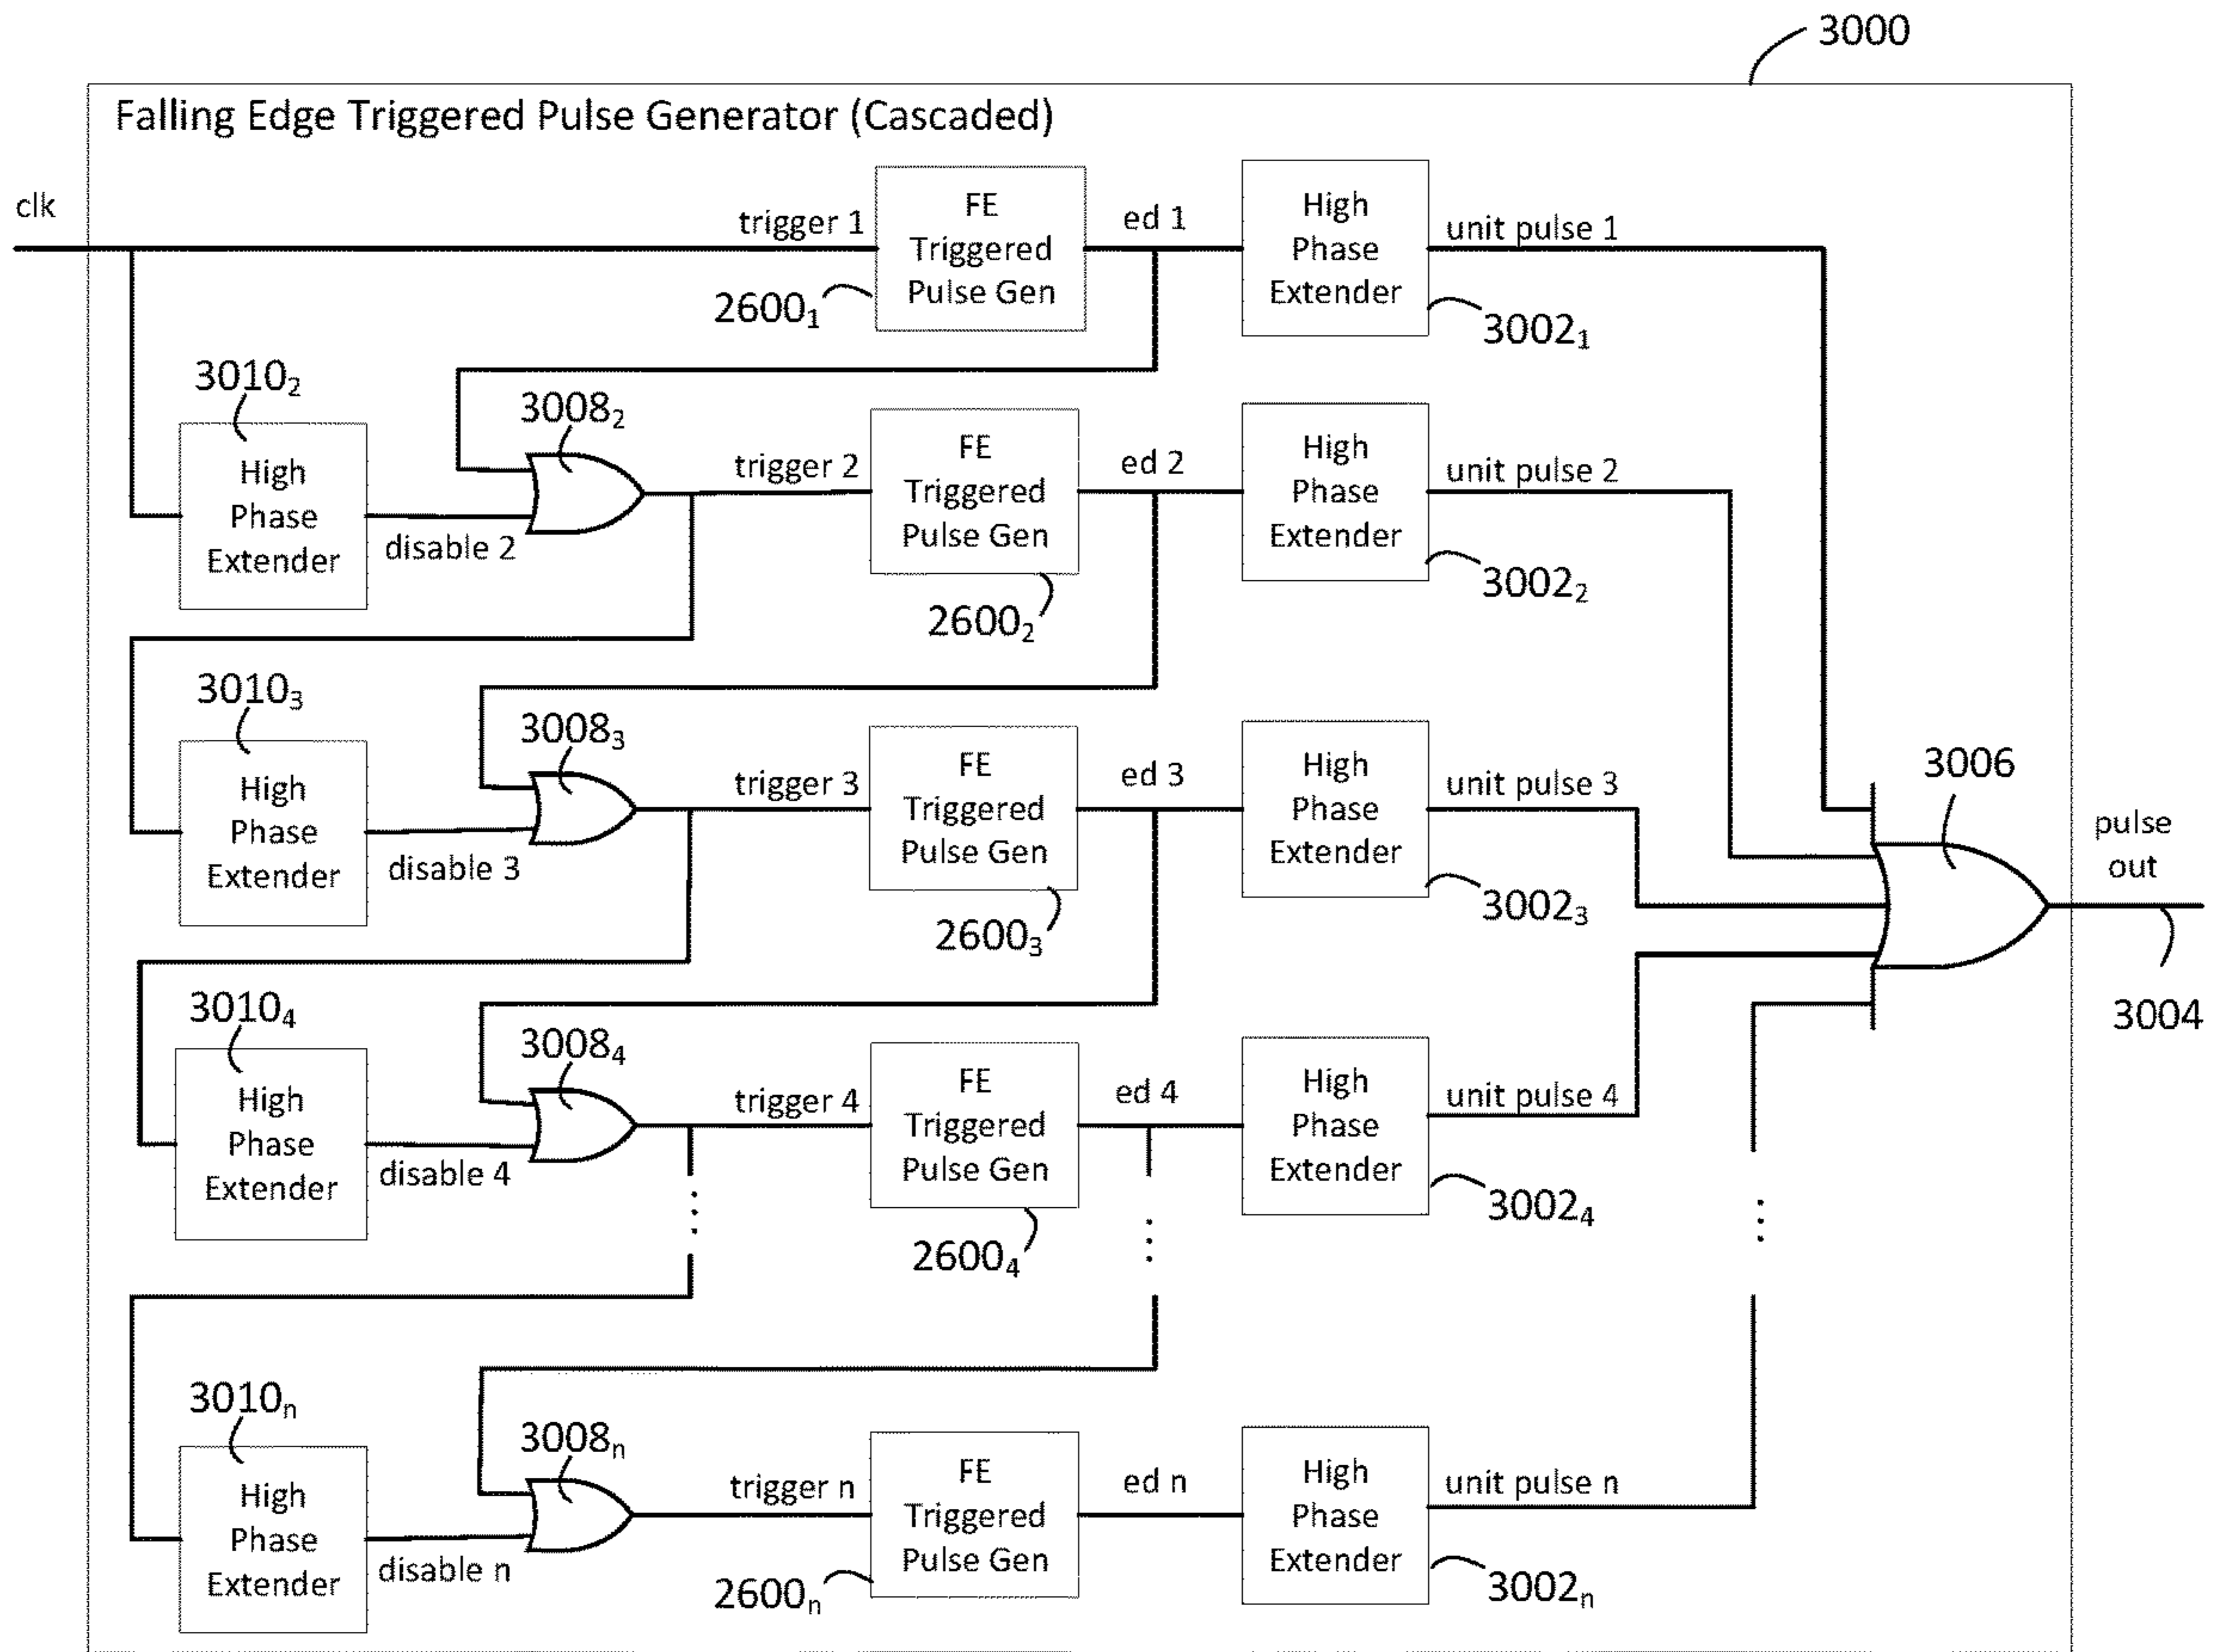 3000
Falling Edge Triggered Pulse Generator (Cascaded)
clk
trigger 1
FE
Triggered
Pulse Gen
2600₁
ed 1
High
Phase
Extender
3002₁
unit pulse 1
3010₂
High
Phase
Extender
disable 2
3008₂
trigger 2
FE
Triggered
Pulse Gen
2600₂
ed 2
High
Phase
Extender
3002₂
unit pulse 2
3010₃
High
Phase
Extender
disable 3
3008₃
trigger 3
FE
Triggered
Pulse Gen
2600₃
ed 3
High
Phase
Extender
3002₃
unit pulse 3
3006
pulse
out
3004
3010₄
High
Phase
Extender
disable 4
3008₄
trigger 4
FE
Triggered
Pulse Gen
2600₄
ed 4
High
Phase
Extender
3002₄
unit pulse 4
3010ₙ
High
Phase
Extender
disable n
3008ₙ
trigger n
FE
Triggered
Pulse Gen
2600ₙ
ed n
High
Phase
Extender
3002ₙ
unit pulse n